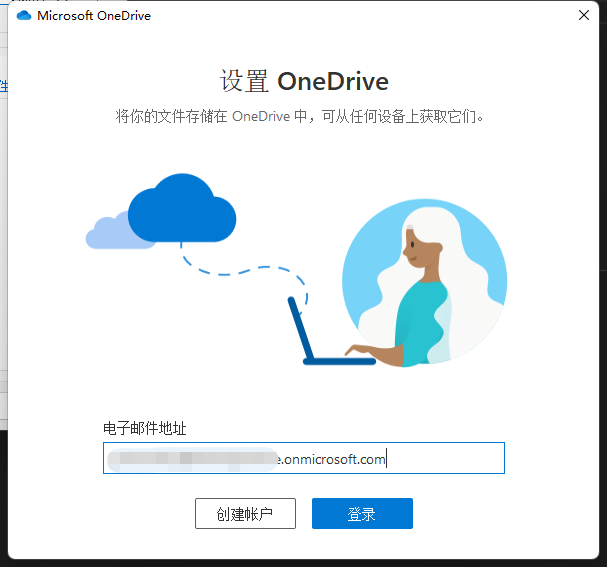 Microsoft OneDrive
设置 OneDrive
将你的文件存储在 OneDrive 中，可从任何设备上获取它们。
电子邮件地址
e.onmicrosoft.com
创建帐户
登录